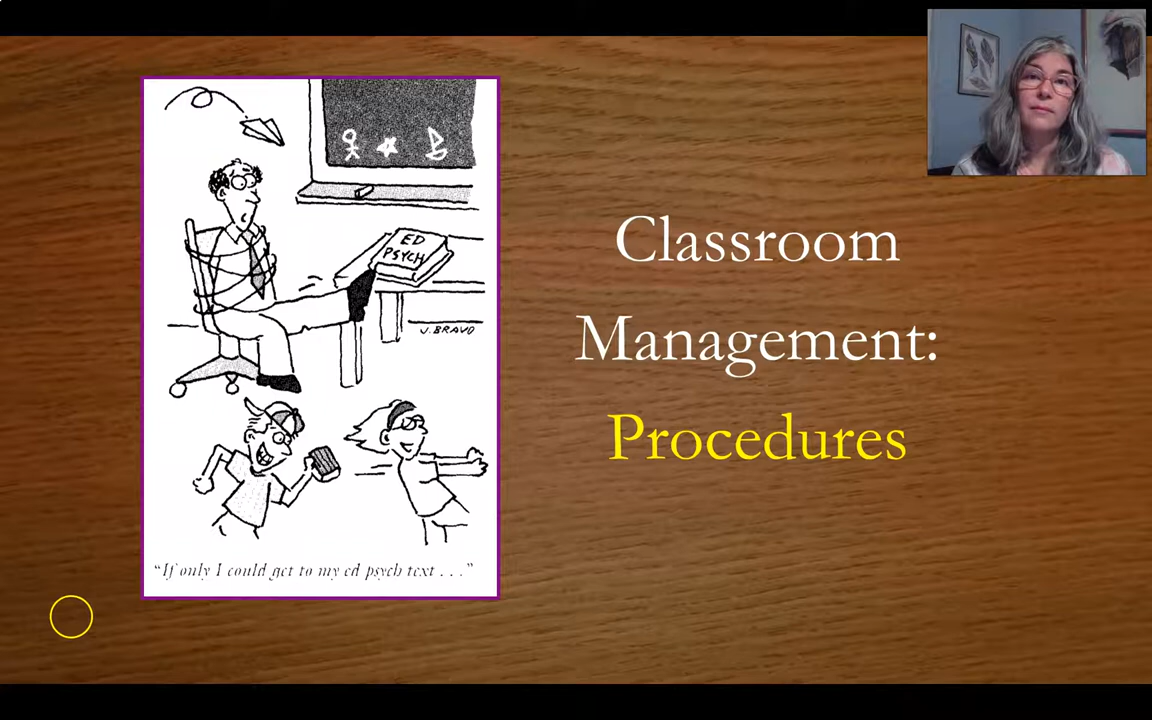 ED
PSYCH
J. BRAVO
"If only I could get to my ed psych text . . ."
Classroom
Management:
Procedures